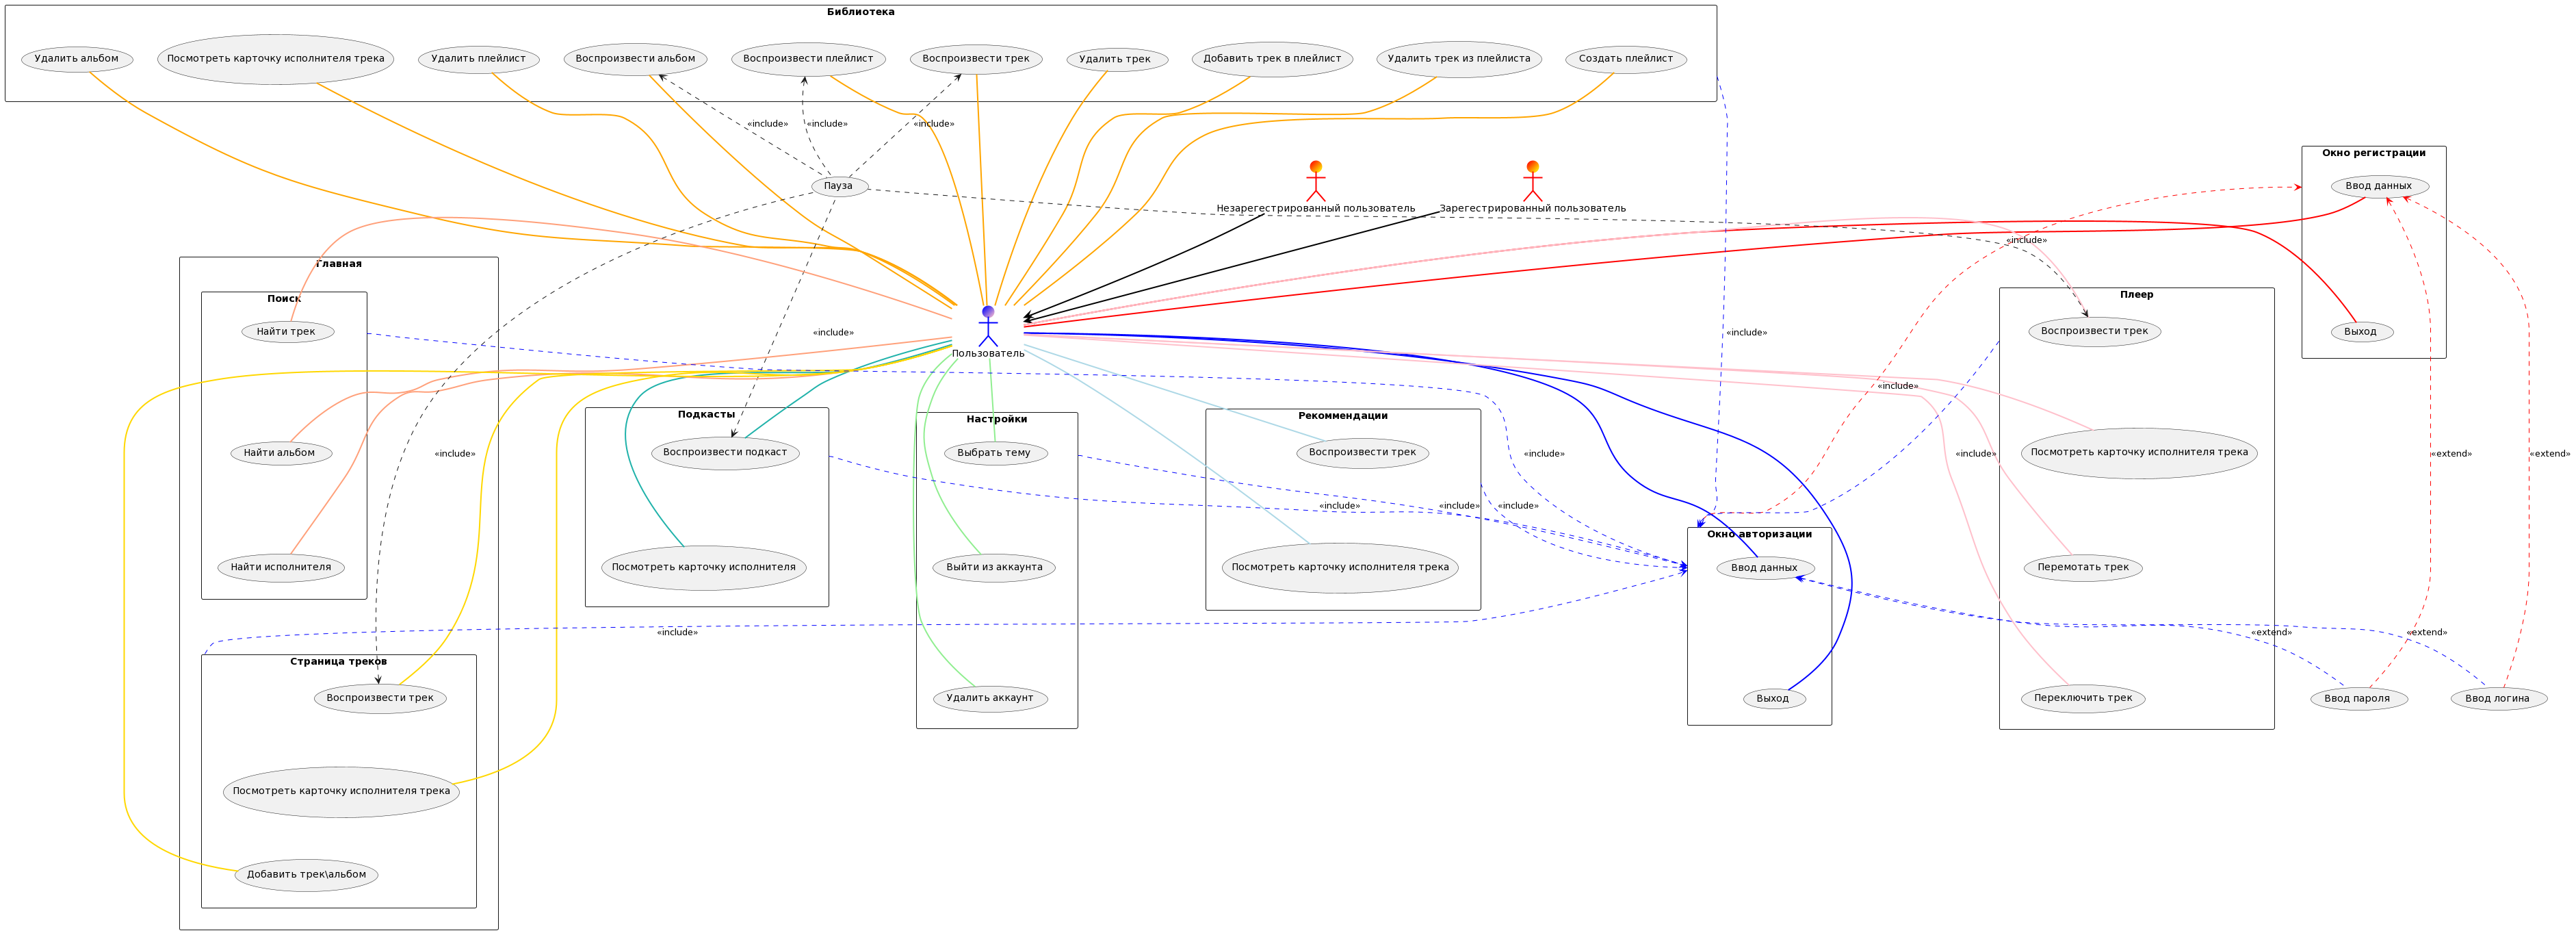 Библиотека
Удалить альбом
Посмотреть карточку исполнителя трека
Удалить плейлист
Воспроизвести альбом
Воспроизвести плейлист
Воспроизвести трек
Удалить трек
Добавить трек в плейлист
Удалить трек из плейлиста
Создать плейлист
«include»
«include»
«include»
Пауза
Незарегестрированный пользователь
Зарегестрированный пользователь
Окно регистрации
Ввод данных
Выход
«include»
Главная
Поиск
Найти трек
Найти альбом
Найти исполнителя
Пользователь
«include»
«include»
Плеер
Воспроизвести трек
Посмотреть карточку исполнителя трека
Перемотать трек
Переключить трек
«include»
«include»
Подкасты
Воспроизвести подкаст
Посмотреть карточку исполнителя
Настройки
Выбрать тему
Выйти из аккаунта
Удалить аккаунт
Рекоммендации
Воспроизвести трек
Посмотреть карточку исполнителя трека
«include»
«include»
«extend»
«extend»
«include»
«include»
«include»
Окно авторизации
Ввод данных
Выход
«include»
«extend»
«extend»
Страница треков
Воспроизвести трек
Посмотреть карточку исполнителя трека
Добавить трек\альбом
Ввод пароля
Ввод логина